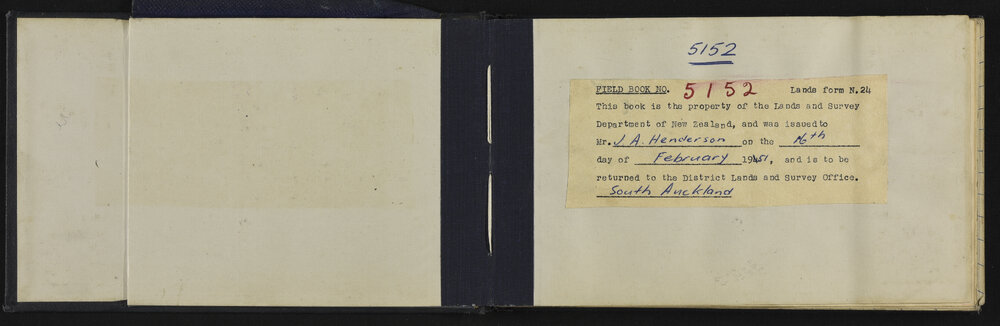 5152
FIELD BOOK NO. 5152 Lands form N.24
This book is the property of the Lands and Survey
Department of New Zealand, and was issued to
Mr. J A. Henderson on the 16th
day of February 1951, and is to be
returned to the District Lands and Survey Office.
South Auckland